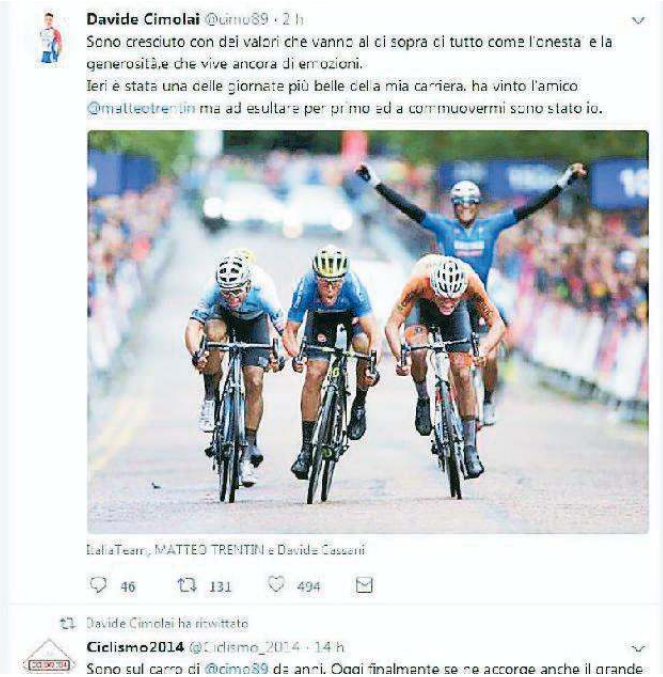 Davide Cimolai @cimo89 · 2 h
Sono cresciuto con dei valori che vanno al di sopra di tutto come l'onestà e la
generosità,e che vive ancora di emozioni.
Ieri è stata una delle giornate più belle della mia carriera, ha vinto l'amico
@matteotrentin ma ad esultare per primo ed a commuovermi sono stato io.
ItaliaTeam, MATTEO TRENTIN e Davide Cassani
46 131 494
Davide Cimolai ha ritwittato
Ciclismo2014 @Ciclismo_2014 · 14 h
Sono sul carro di @cimo89 da anni. Oggi finalmente se ne accorge anche il grande